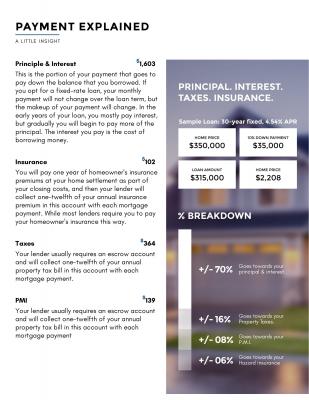 PAYMENT EXPLAINED
A LITTLE INSIGHT
Principle & Interest $1,603
This is the portion of your payment that goes to
pay down the balance that you borrowed. If
you opt for a fixed-rate loan, your monthly
payment will not change over the loan term, but
the makeup of your payment will change. In the
early years of your loan, you mostly pay interest,
but gradually you will begin to pay more of the
principal. The interest you pay is the cost of
borrowing money.
Insurance $102
You will pay one year of homeowner's insurance
premiums at your home settlement as part of
your closing costs, and then your lender will
collect one-twelfth of your annual insurance
premium in this account with each mortgage
payment. While most lenders require you to pay
your homeowner's insurance this way.
Taxes $364
Your lender usually requires an escrow account
and will collect one-twelfth of your annual
property tax bill in this account with each
mortgage payment.
PMI $139
Your lender usually requires an escrow account
and will collect one-twelfth of your annual
property tax bill in this account with each
mortgage payment
PRINCIPAL. INTEREST.
TAXES. INSURANCE.
Sample Loan: 30-year fixed, 4.54% APR
HOME PRICE
$350,000
10% DOWN PAYMENT
$35,000
LOAN AMOUNT
$315,000
HOME PRICE
$2,208
% BREAKDOWN
+/- 70% Goes towards your
principal & interest
+/- 16% Goes towards your
Property Taxes.
+/- 08% Goes towards your
P.M.I.
+/- 06% Goes towards your
Hazard insurance